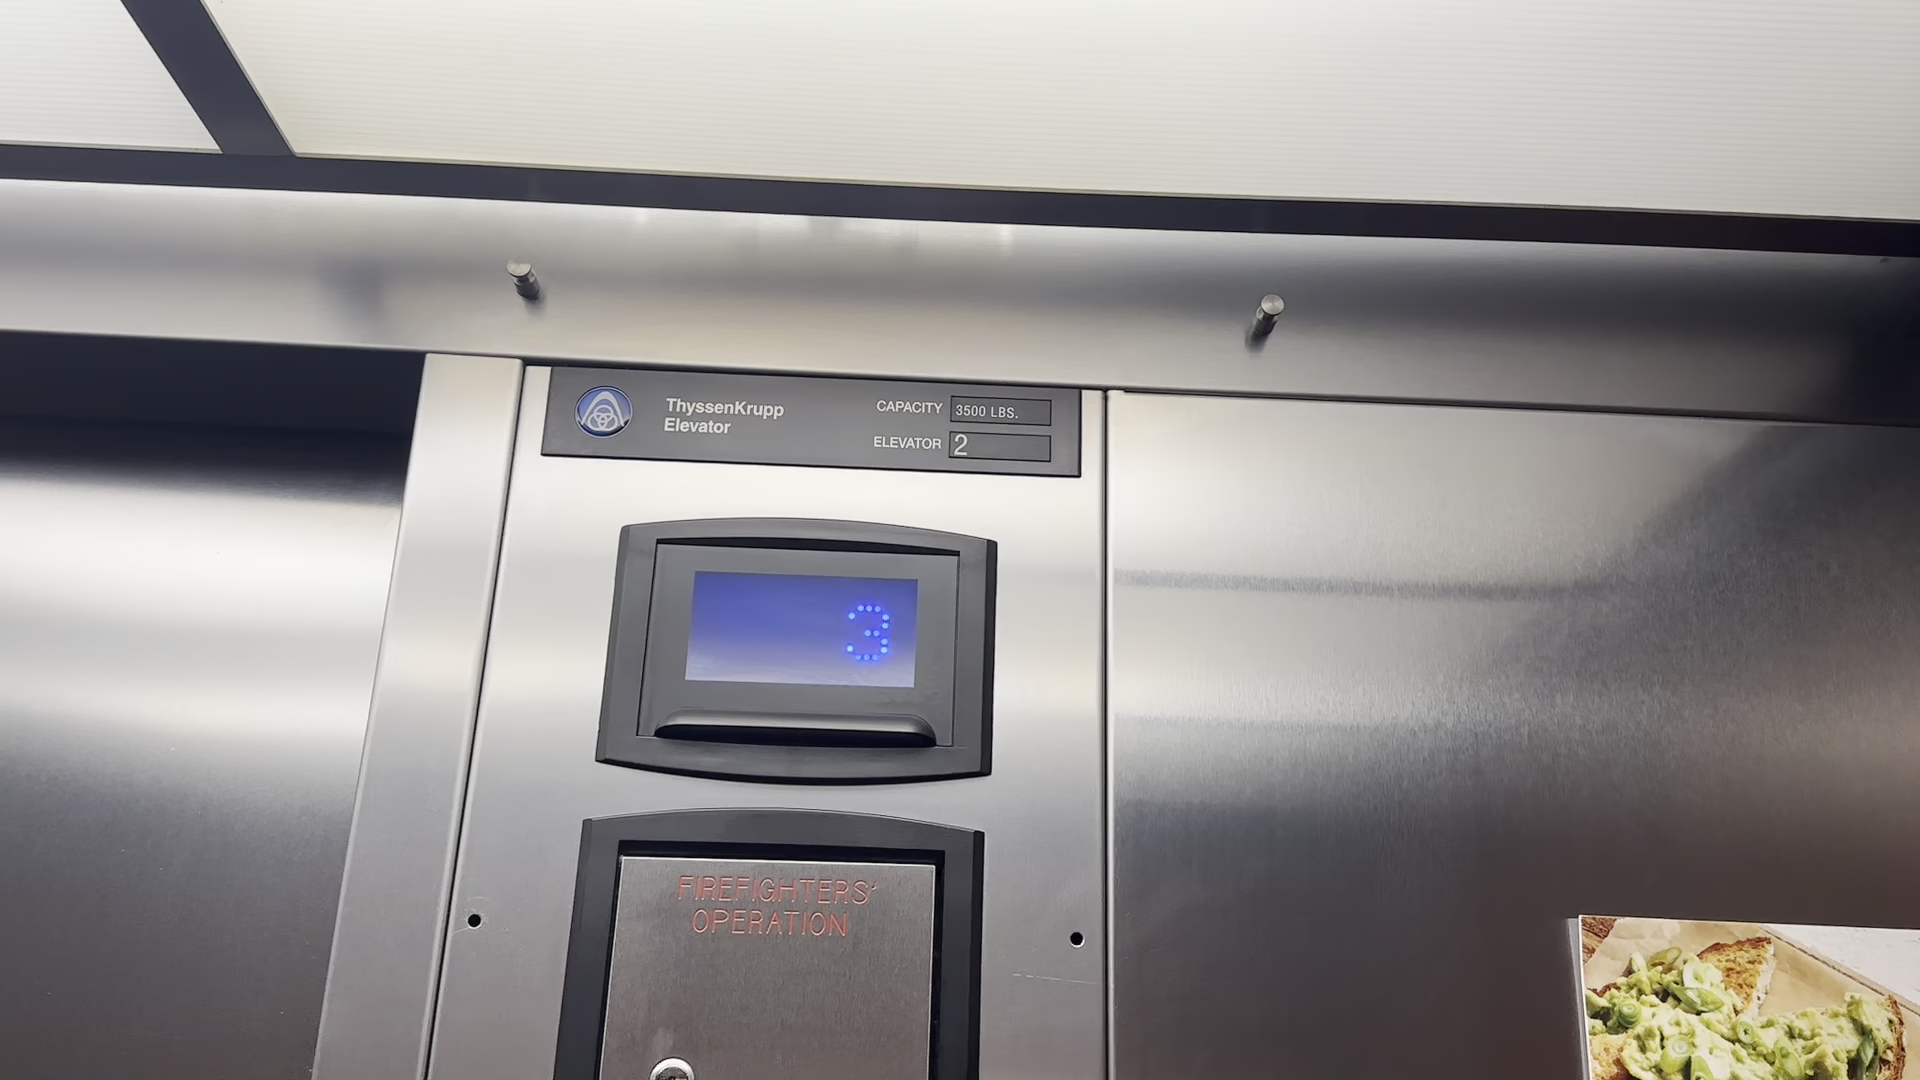 ThyssenKrupp
Elevator
CAPACITY 3500 LBS.
ELEVATOR 2
3
FIREFIGHTERS'
OPERATION